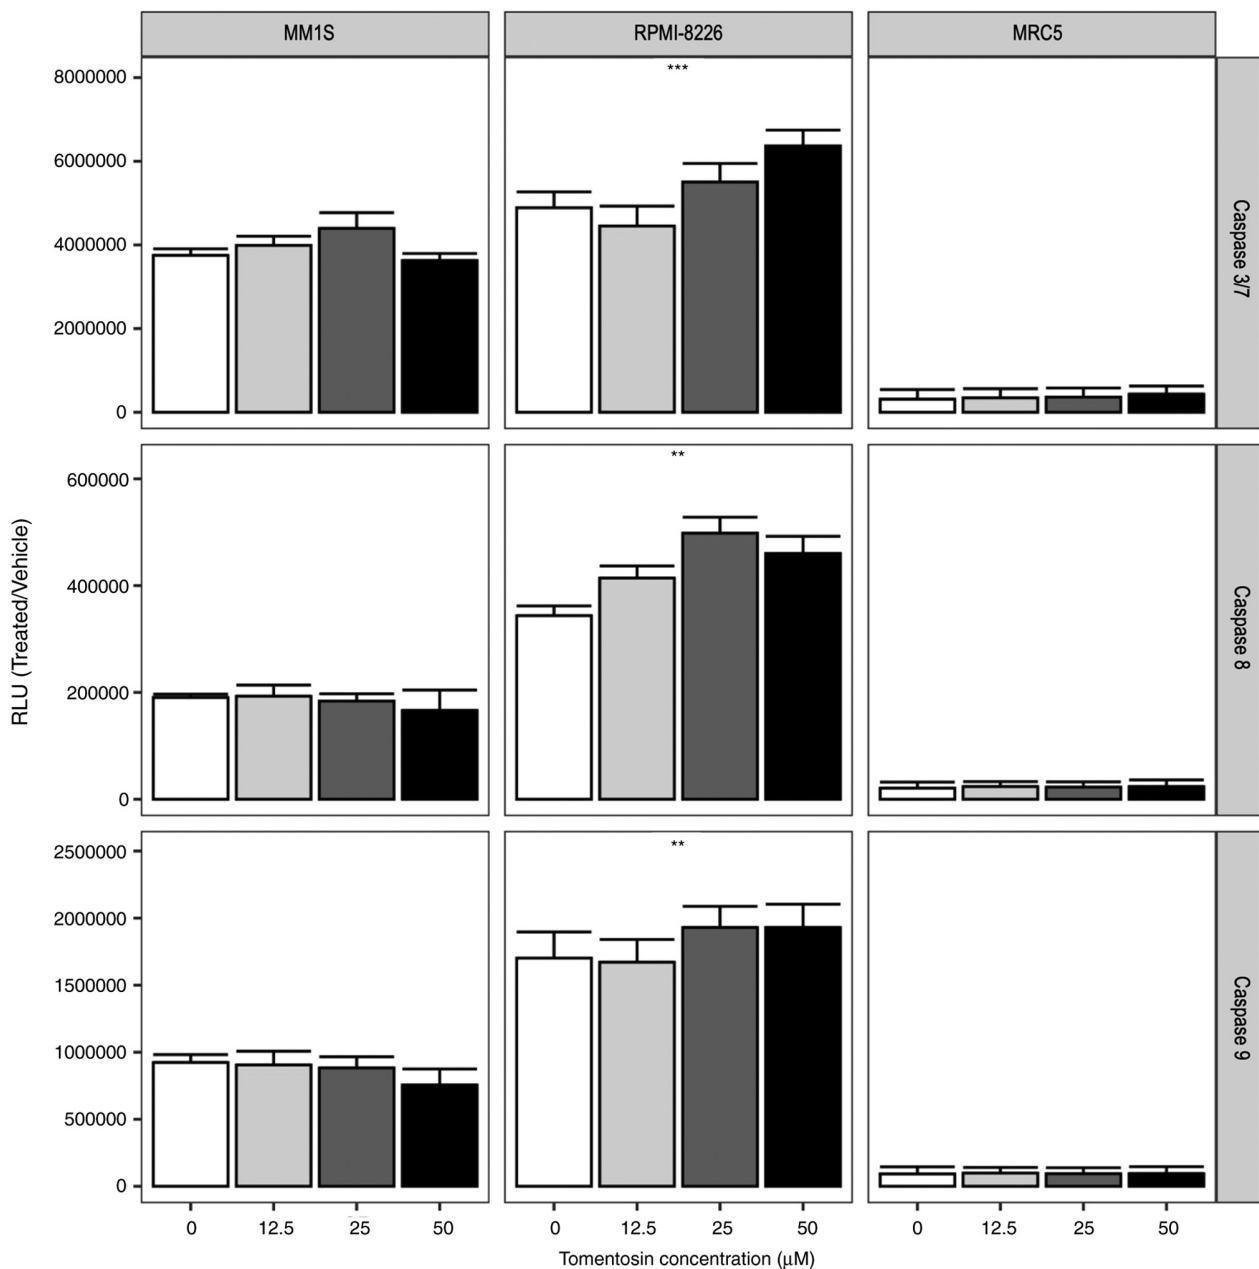 MM1S
RPMI-8226
MRC5
RLU (Treated/Vehicle)
8000000
6000000
4000000
2000000
0
***
Caspase 3/7
600000
400000
200000
0
**
Caspase 8
2500000
2000000
1500000
1000000
500000
0
**
Caspase 9
0 12.5 25 50
0 12.5 25 50
0 12.5 25 50
Tomentosin concentration (μM)